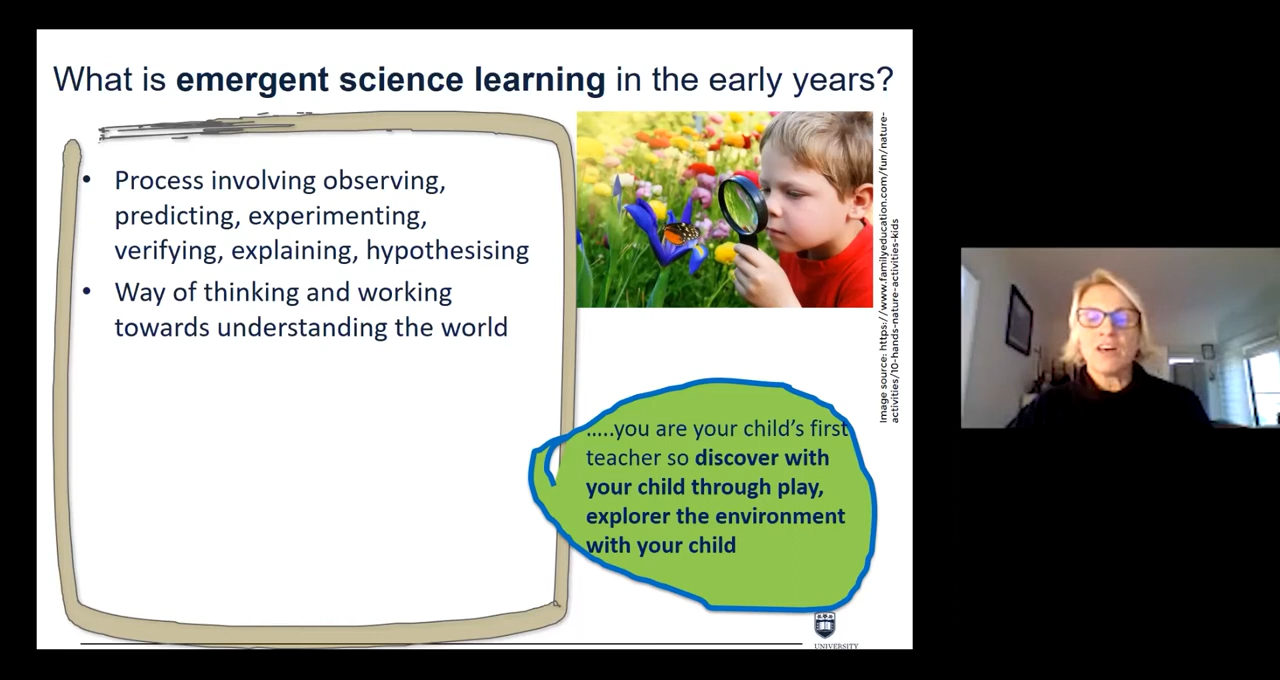 What is emergent science learning in the early years?
• Process involving observing,
predicting, experimenting,
verifying, explaining, hypothesising
• Way of thinking and working
towards understanding the world
Image source: https://www.familyeducation.com/fun/nature-
activities/10-hands-nature-activities-kids
.....you are your child's first
teacher so discover with
your child through play,
explorer the environment
with your child
UNIVERSITY